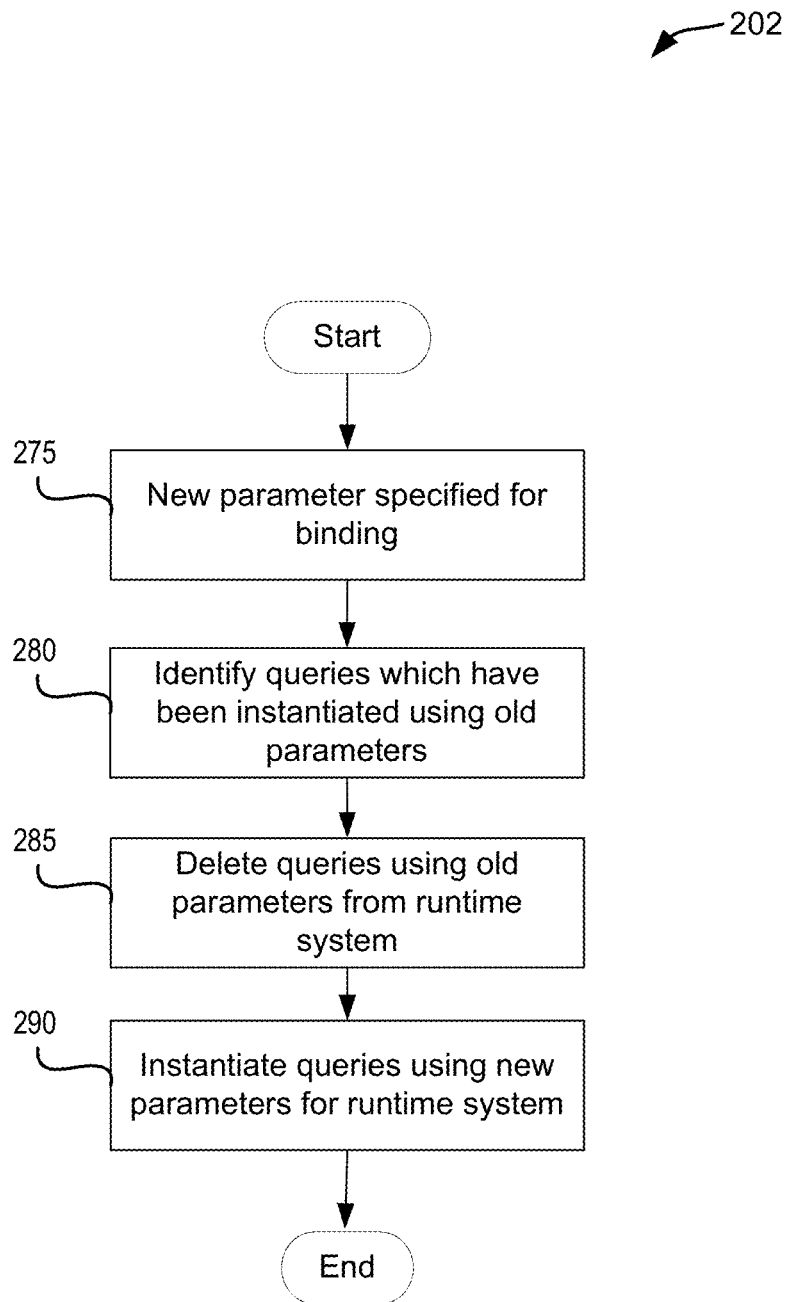 202
Start
275
New parameter specified for
binding
280
Identify queries which have
been instantiated using old
parameters
285
Delete queries using old
parameters from runtime
system
290
Instantiate queries using new
parameters for runtime system
End